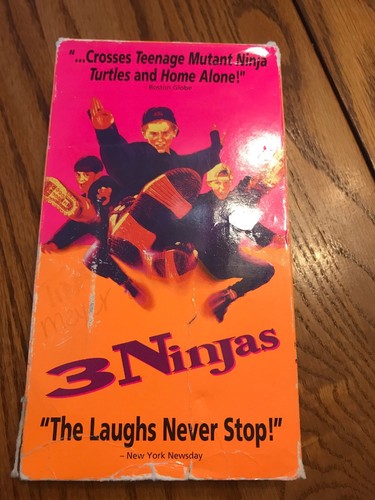 "...Crosses Teenage Mutant Ninja
Turtles and Home Alone!"
- Boston Globe
3 Ninjas
"The Laughs Never Stop!"
– New York Newsday